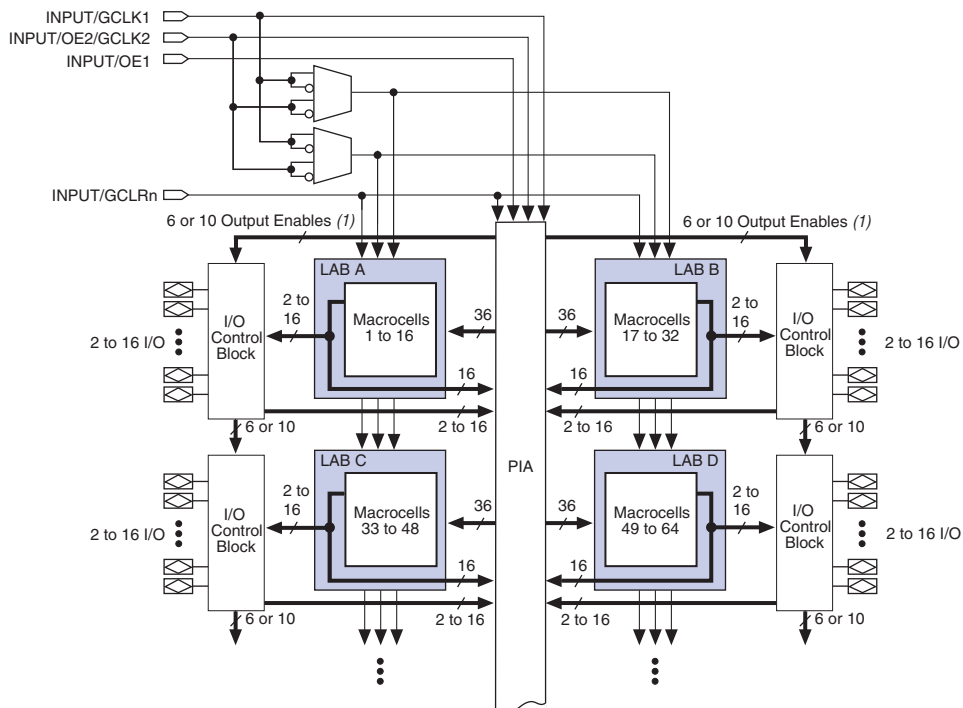 INPUT/GCLK1
INPUT/OE2/GCLK2
INPUT/OE1
INPUT/GCLRn
6 or 10 Output Enables (1)
6 or 10 Output Enables (1)
LAB A
LAB B
2 to
16
Macrocells
1 to 16
36
36
Macrocells
17 to 32
2 to
16
I/O
Control
Block
I/O
Control
Block
2 to 16 I/O
2 to 16 I/O
16
16
2 to 16
2 to 16
6 or 10
6 or 10
PIA
LAB C
LAB D
2 to
16
Macrocells
33 to 48
36
36
Macrocells
49 to 64
2 to
16
I/O
Control
Block
I/O
Control
Block
2 to 16 I/O
2 to 16 I/O
16
16
2 to 16
2 to 16
6 or 10
6 or 10